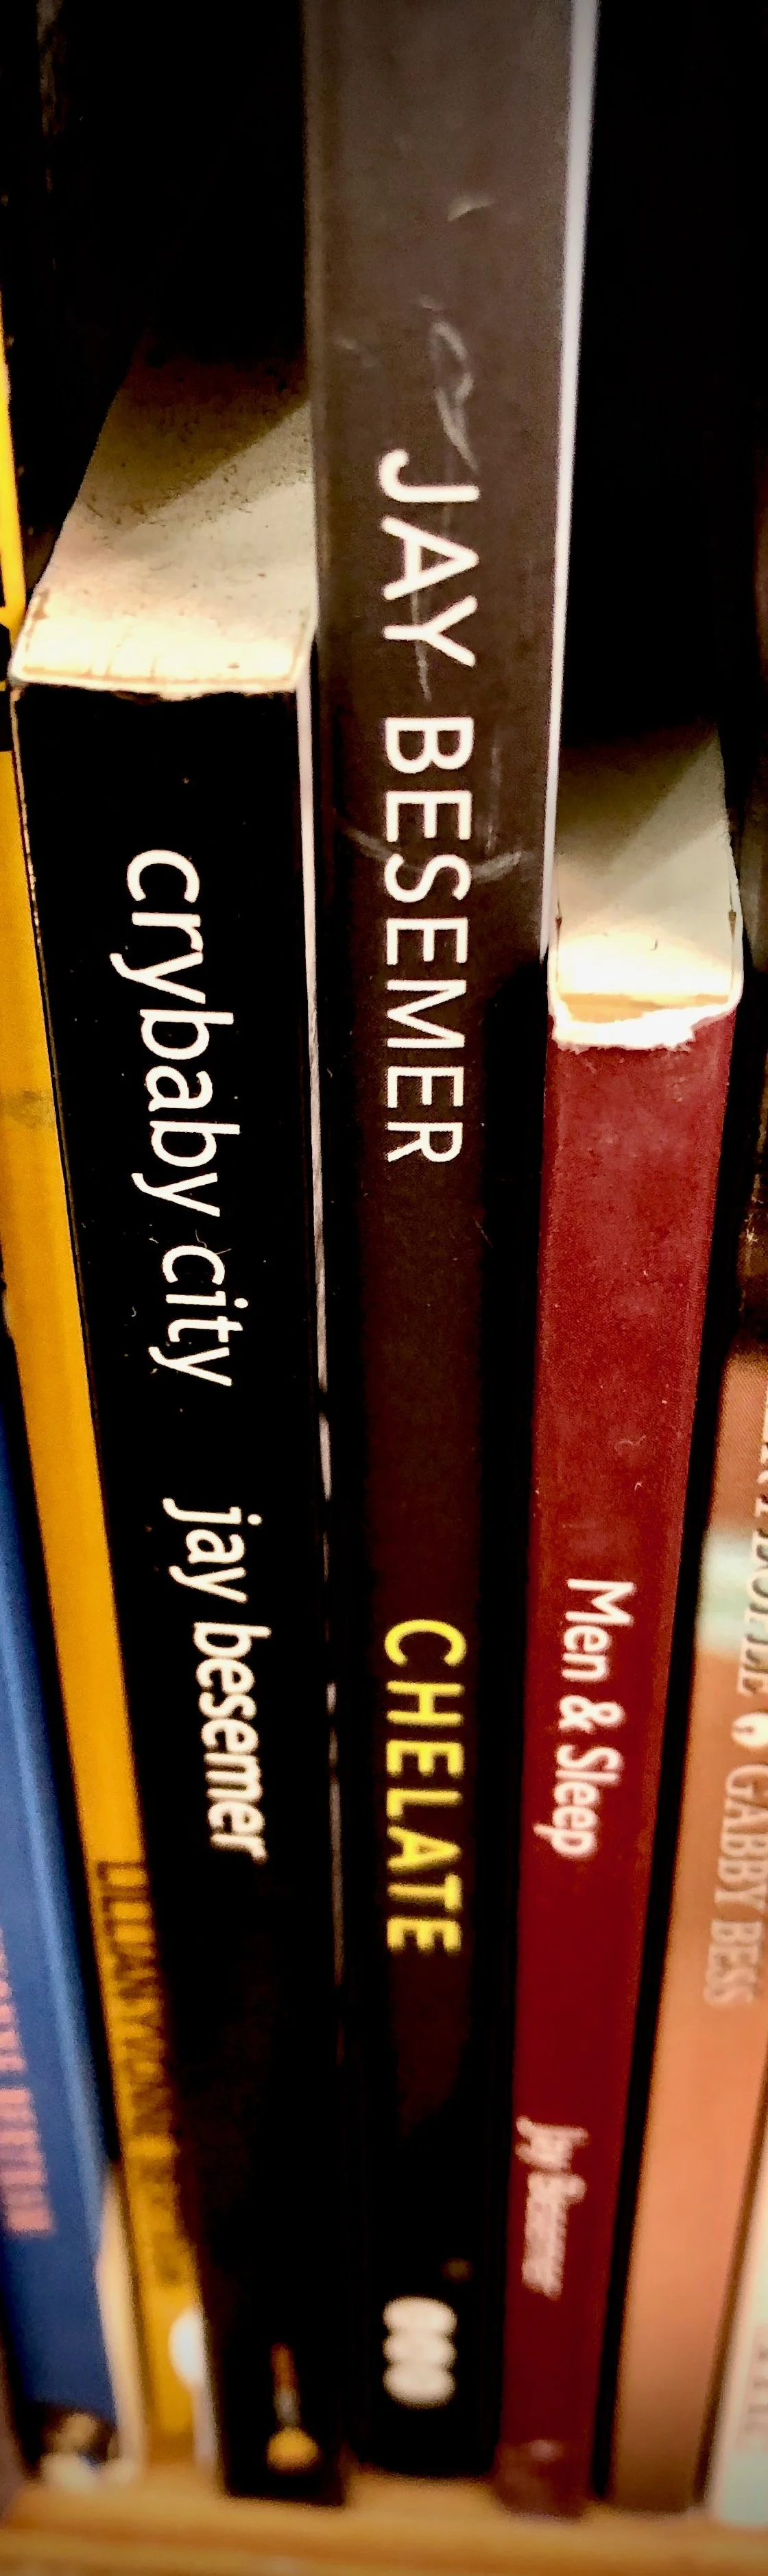 crybaby city jay besemer
JAY BESEMER CHELATE
Men & Sleep Jay Besemer
GABBY BESS